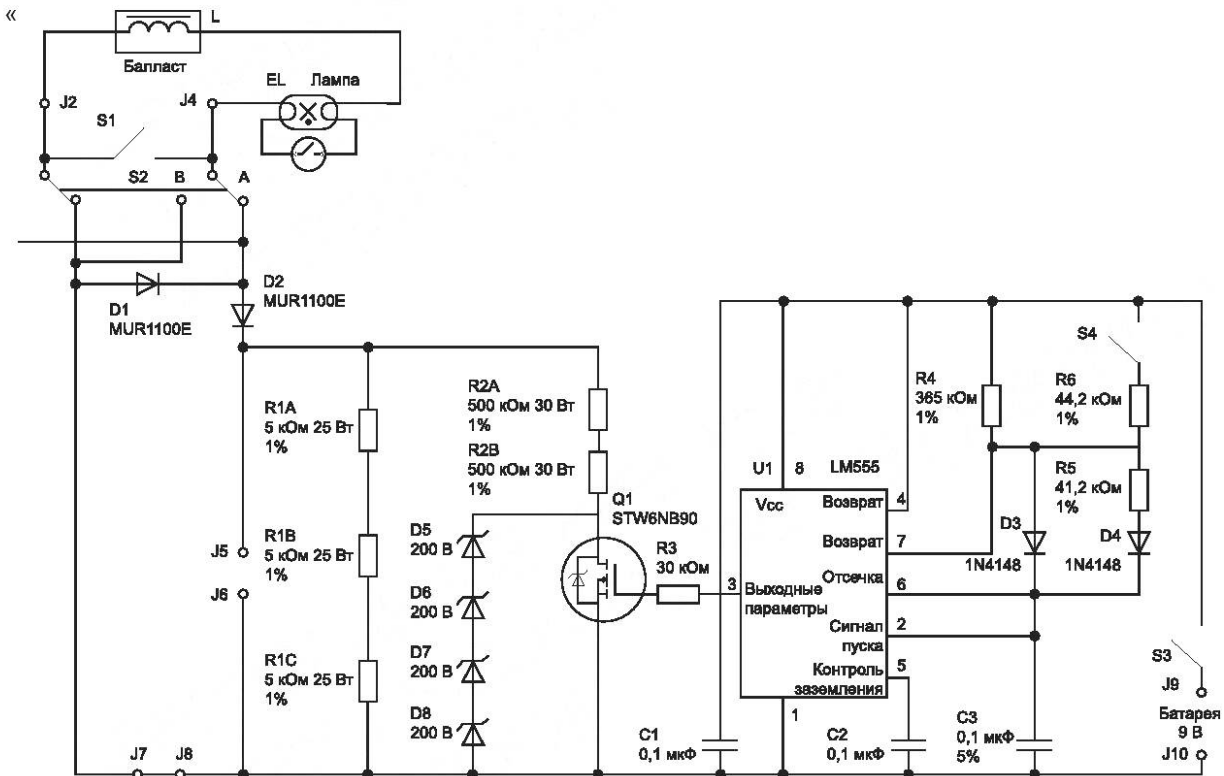 «
L
Балласт
EL Лампа
J2
J4
S1
S2 B A
D2
MUR1100E
D1
MUR1100E
S4
R2A
500 кОм 30 Вт
1%
R4
365 кОм
1%
R6
44,2 кОм
1%
R1A
5 кОм 25 Вт
1%
R2B
500 кОм 30 Вт
1%
U1 8 LM555
R5
41,2 кОм
1%
Q1
STW6NB90
Vcc
Возврат 4
D5
200 В
D3
1N4148
D4
1N4148
J5
R1B
5 кОм 25 Вт
1%
R3
30 кОм
Возврат 7
J6
D6
200 В
3 Выходные
параметры
Отсечка 6
Сигнал 2
пуска
D7
200 В
R1C
5 кОм 25 Вт
1%
Контроль 5
заземления
S3
J9
D8
200 В
1
Батарея
9 В
J10
C1
0,1 мкФ
C2
0,1 мкФ
C3
0,1 мкФ
5%
J7 J8